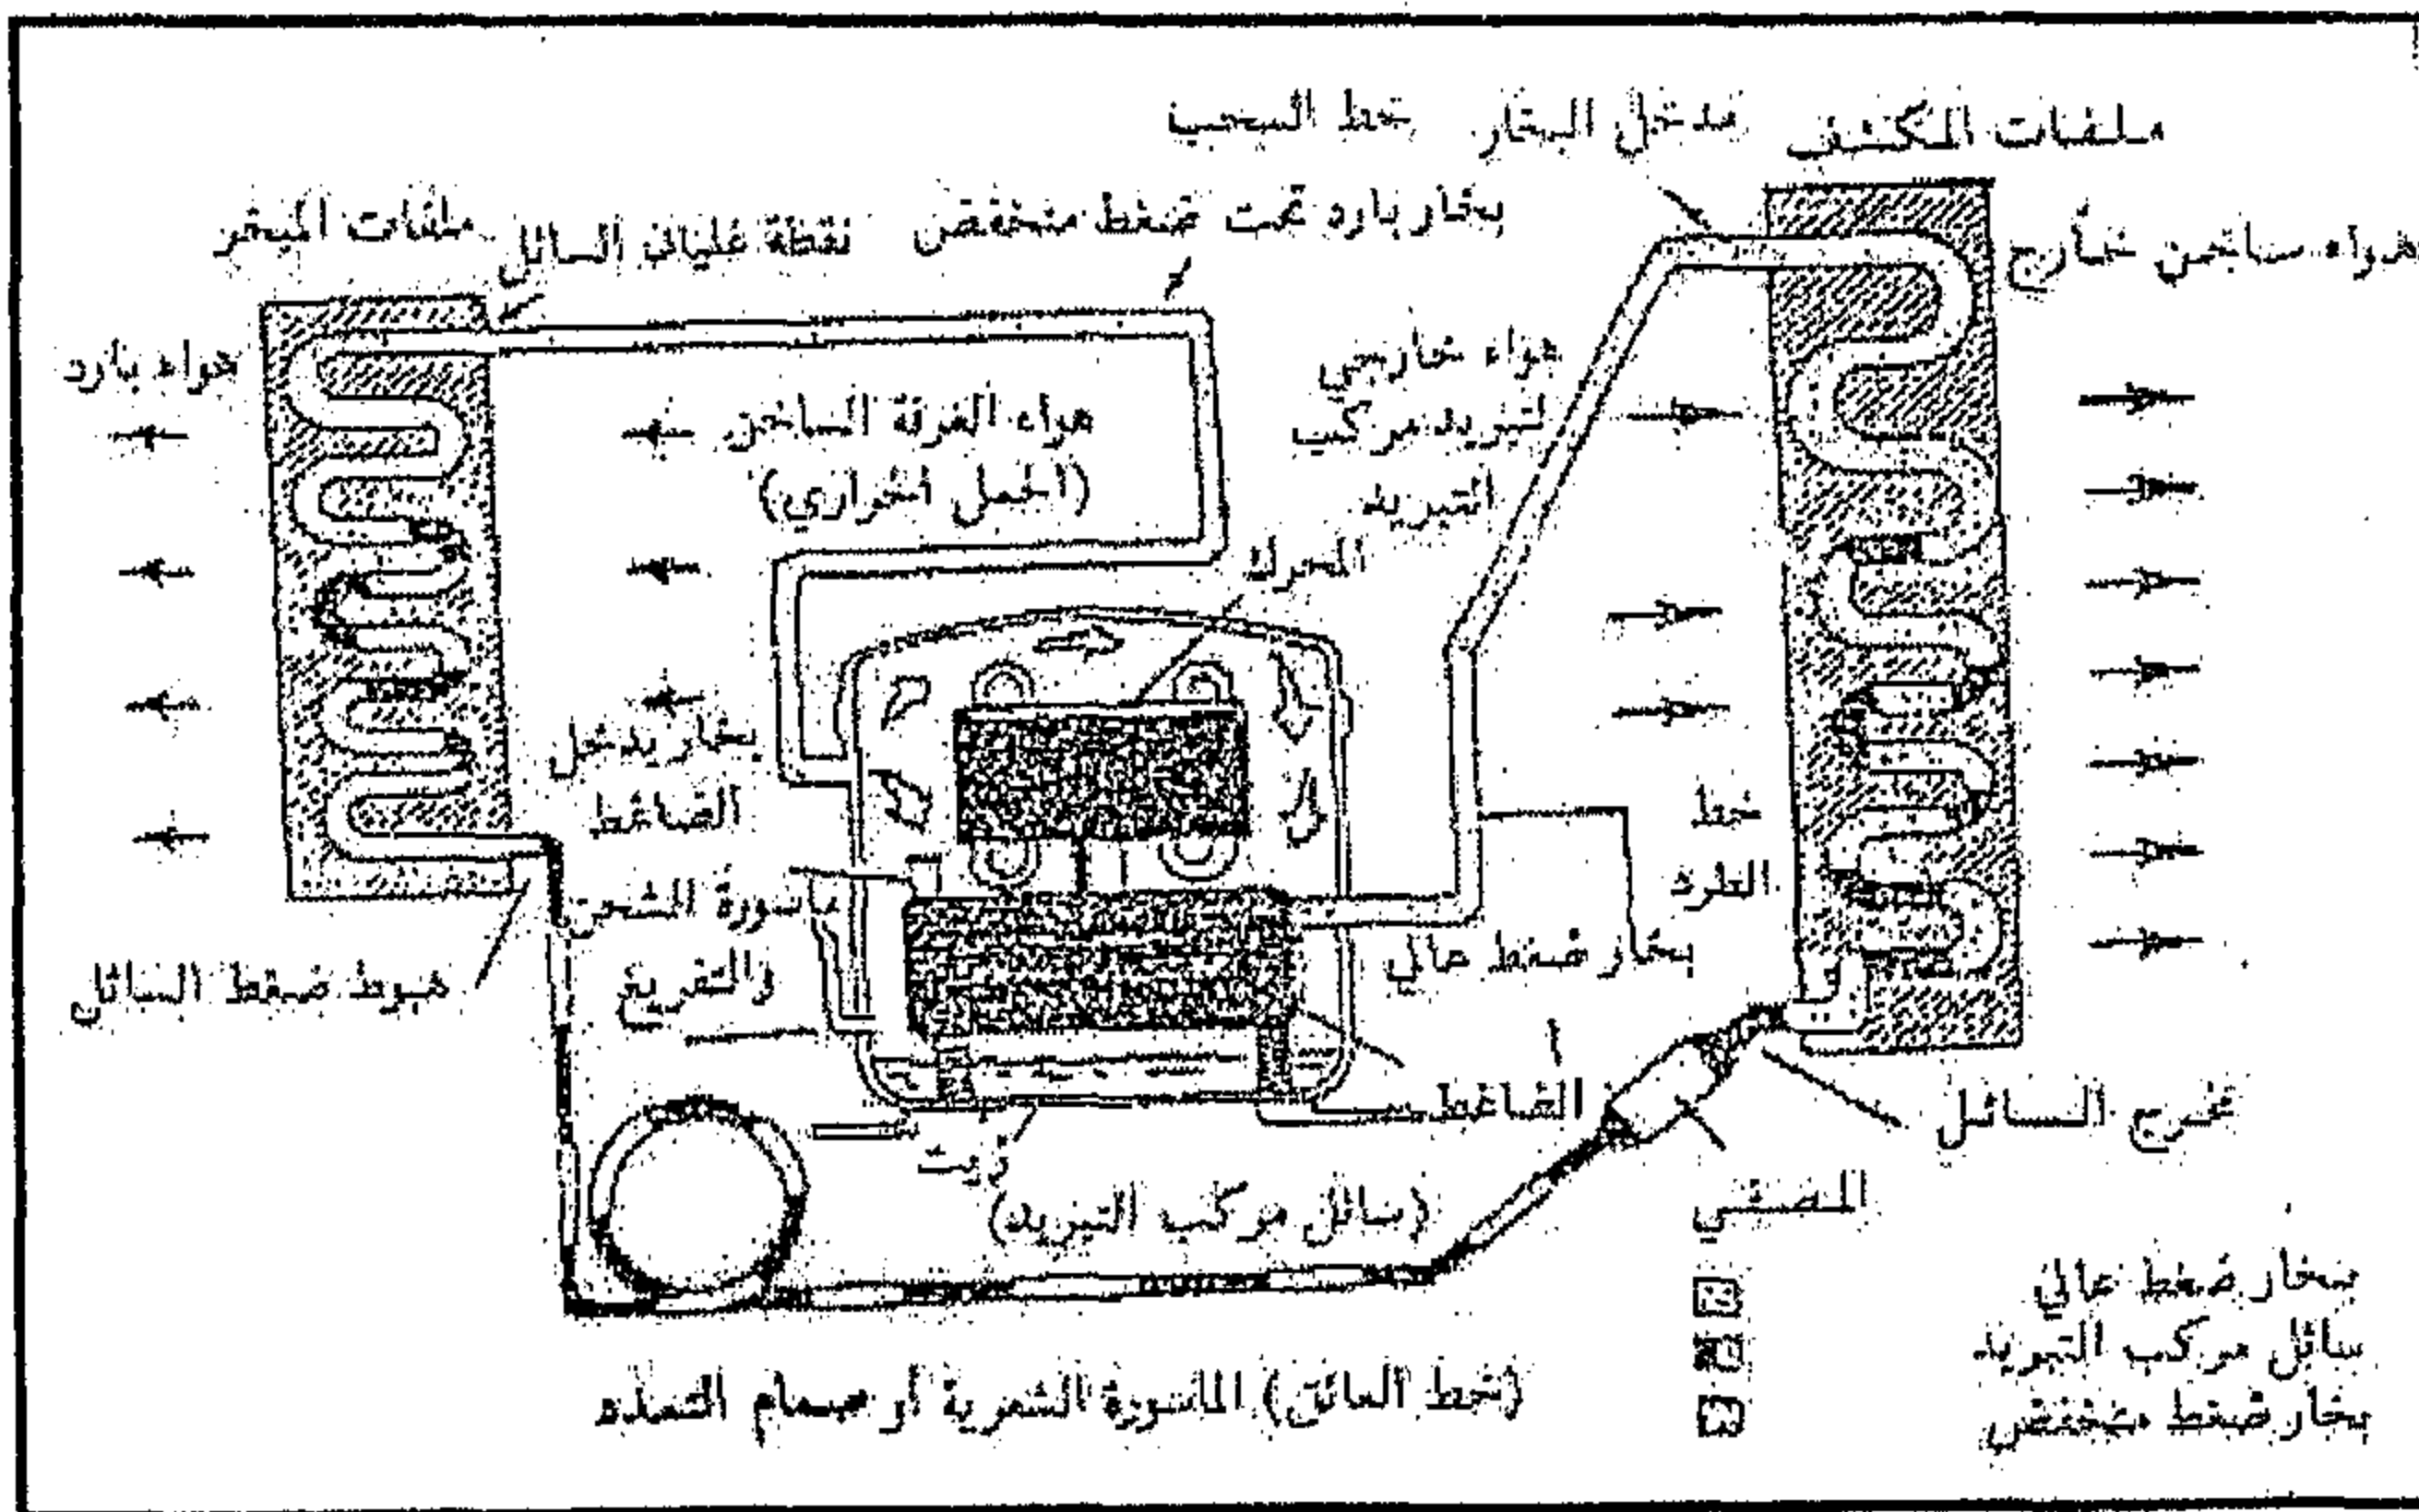 ملفات المكثف
مدخل البخار
خط السحب
هواء ساخن خارج
بخار بارد تحت ضغط منخفض
نقطة غليان السائل
ملفات المبخر
هواء خارجي
لتبريد مركب
التبريد
هواء الغرفة الساخن
(الحمل الحراري)
هواء بارد
المحرك
بخار يدخل
الضاغط
خط
الطرد
ماسورة الشحن
والتفريغ
بخار ضغط عالي
هبوط ضغط السائل
الضاغط
مخرج السائل
زيت
(سائل مركب التبريد)
المصفي
بخار ضغط عالي
سائل مركب التبريد
بخار ضغط منخفض
(خط العائق) الماسورة الشعرية أو صمام التمدد